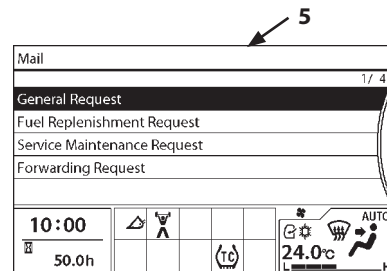 5
Mail
1/ 4
General Request
Fuel Replenishment Request
Service Maintenance Request
Forwarding Request
10:00
50.0h
(TC)
AUTO
24.0℃
L H